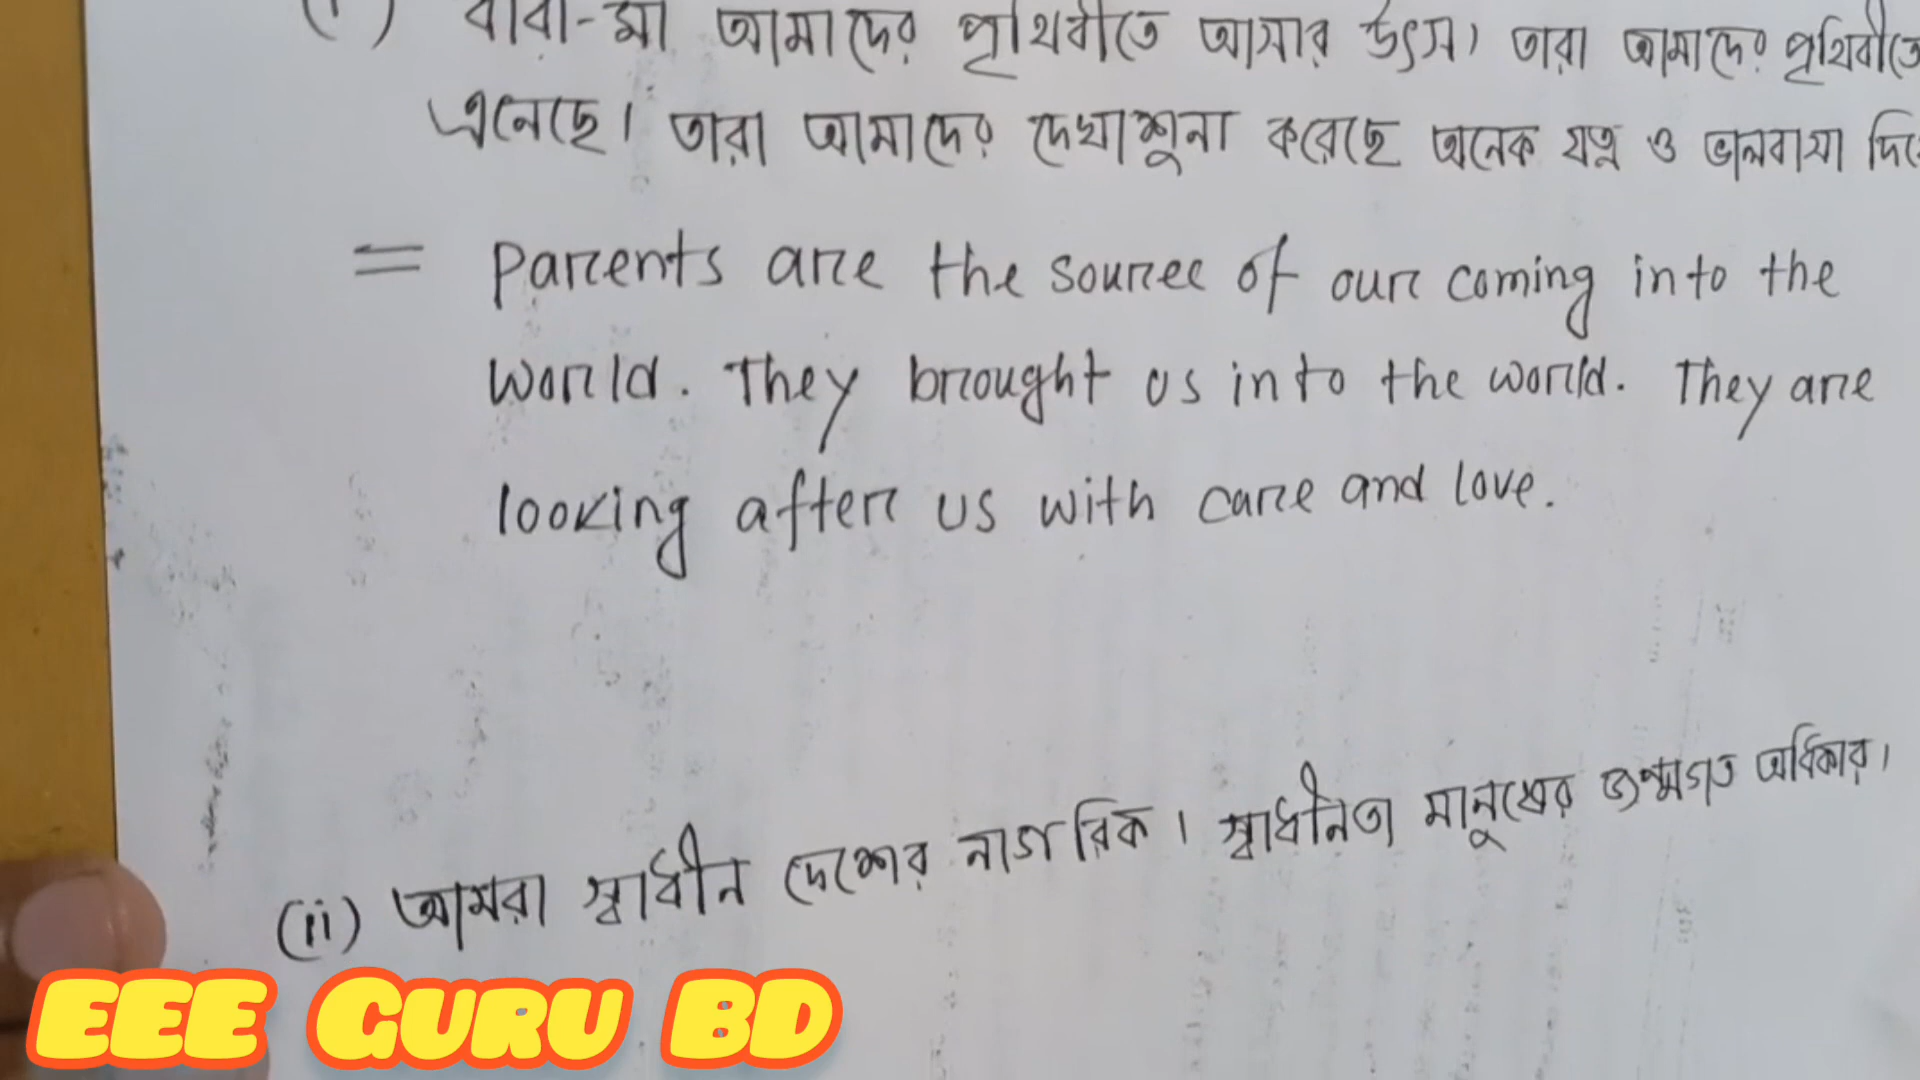 (i) বাবা-মা আমাদের পৃথিবীতে আসার উৎস। তারা আমাদের পৃথিবীতে
এনেছে। তারা আমাদের দেখাশুনা করেছে অনেক যত্ন ও ভালবাসা
= Parents are the source of our coming into the
World. They brought us into the world. They are
looking after us with care and love.
(ii) আমরা স্বাধীন দেশের নাগরিক। স্বাধীনতা মানুষের জন্মগত অধিকার।
EEE GURU BD